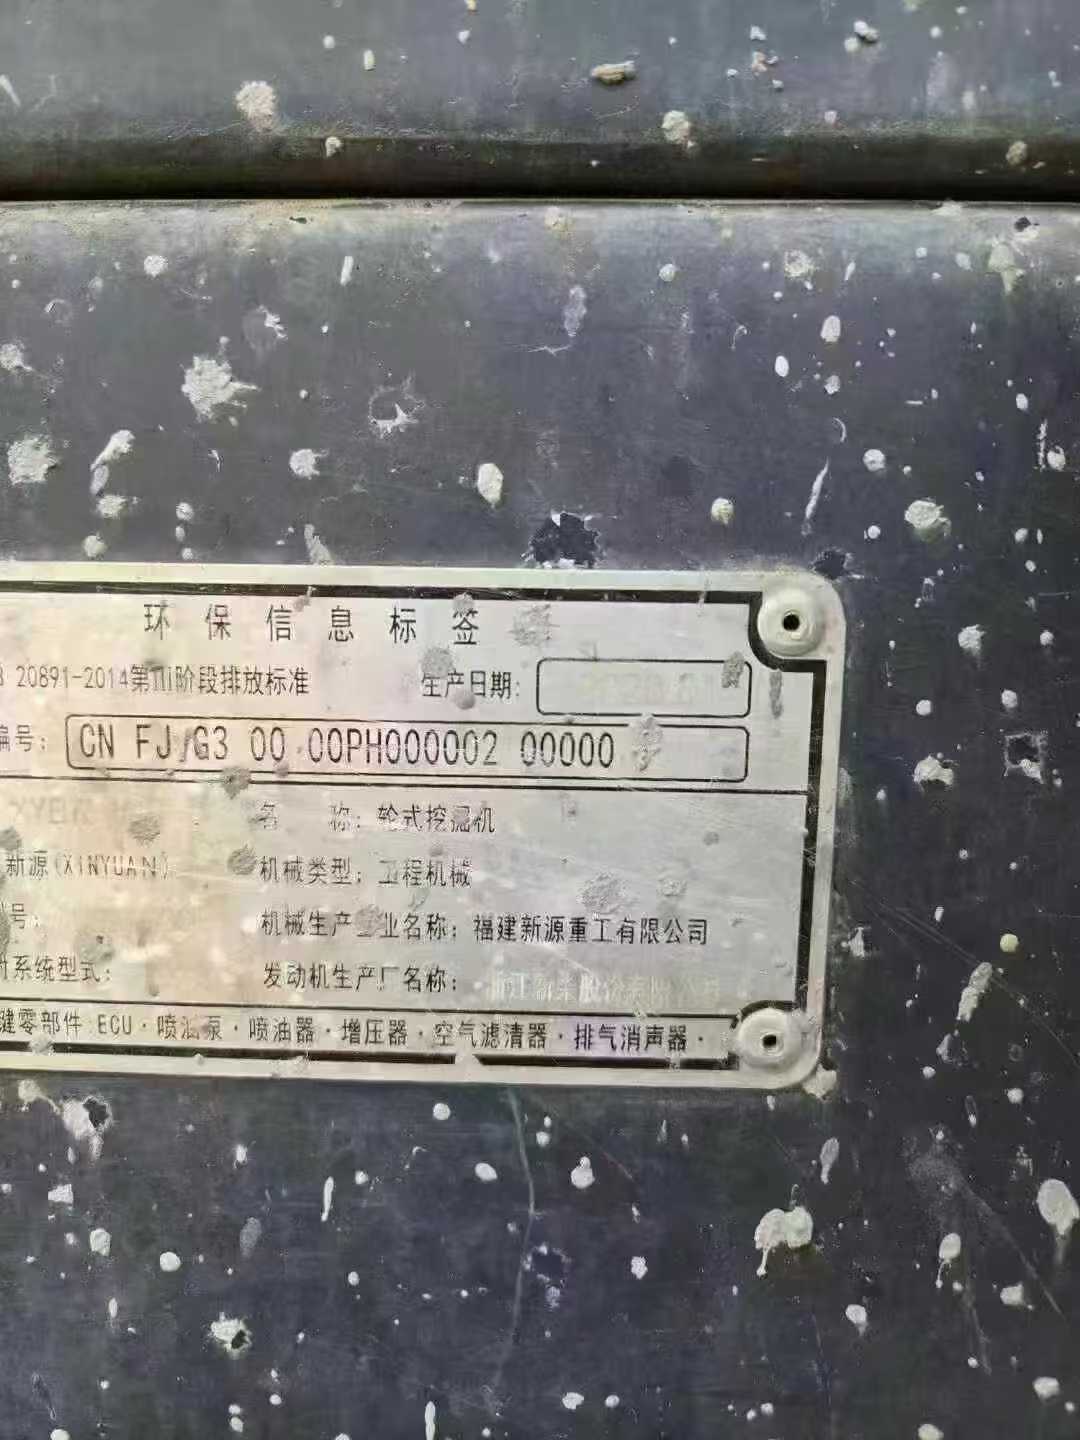 环保信息标签
20891-2014第III阶段排放标准 生产日期:
编号: CN FJ G3 00 00PH000002 00000
名 称: 轮式挖掘机
新源(XINYUAN) 机械类型: 工程机械
号: 机械生产企业名称: 福建新源重工有限公司
系统型式: 发动机生产厂名称:
键零部件:ECU·喷油泵·喷油器·增压器·空气滤清器·排气消声器·